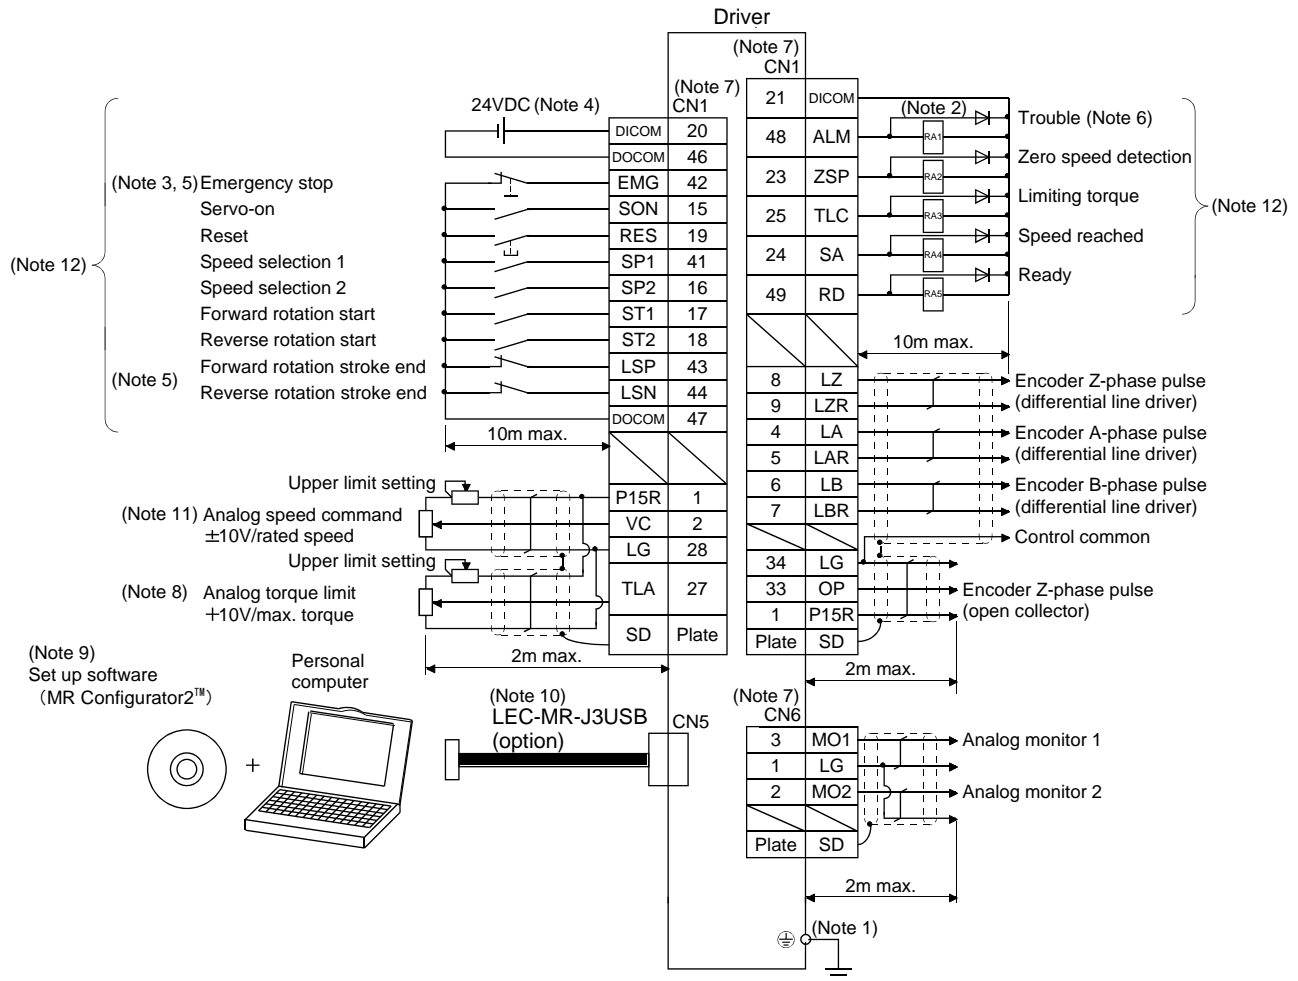 Driver
(Note 7)
CN1
(Note 7)
CN1
24VDC (Note 4)
DICOM 20
DOCOM 46
(Note 3, 5) Emergency stop EMG 42
Servo-on SON 15
Reset RES 19
(Note 12)
Speed selection 1 SP1 41
Speed selection 2 SP2 16
Forward rotation start ST1 17
Reverse rotation start ST2 18
(Note 5)
Forward rotation stroke end LSP 43
Reverse rotation stroke end LSN 44
DOCOM 47
10m max.
Upper limit setting
P15R 1
(Note 11) Analog speed command
±10V/rated speed
VC 2
LG 28
Upper limit setting
(Note 8) Analog torque limit
+10V/max. torque
TLA 27
SD Plate
2m max.
21 DICOM
(Note 2)
48 ALM RA1 Trouble (Note 6)
23 ZSP RA2 Zero speed detection
25 TLC RA3 Limiting torque
24 SA RA4 Speed reached
49 RD RA5 Ready
(Note 12)
10m max.
8 LZ Encoder Z-phase pulse
9 LZR (differential line driver)
4 LA Encoder A-phase pulse
5 LAR (differential line driver)
6 LB Encoder B-phase pulse
7 LBR (differential line driver)
Control common
34 LG
33 OP Encoder Z-phase pulse
(open collector)
1 P15R
Plate SD
2m max.
(Note 9)
Set up software
(MR Configurator2™)
+
Personal
computer
(Note 10)
LEC-MR-J3USB
(option)
CN5
(Note 7)
CN6
3 MO1 Analog monitor 1
1 LG
2 MO2 Analog monitor 2
Plate SD
2m max.
(Note 1)